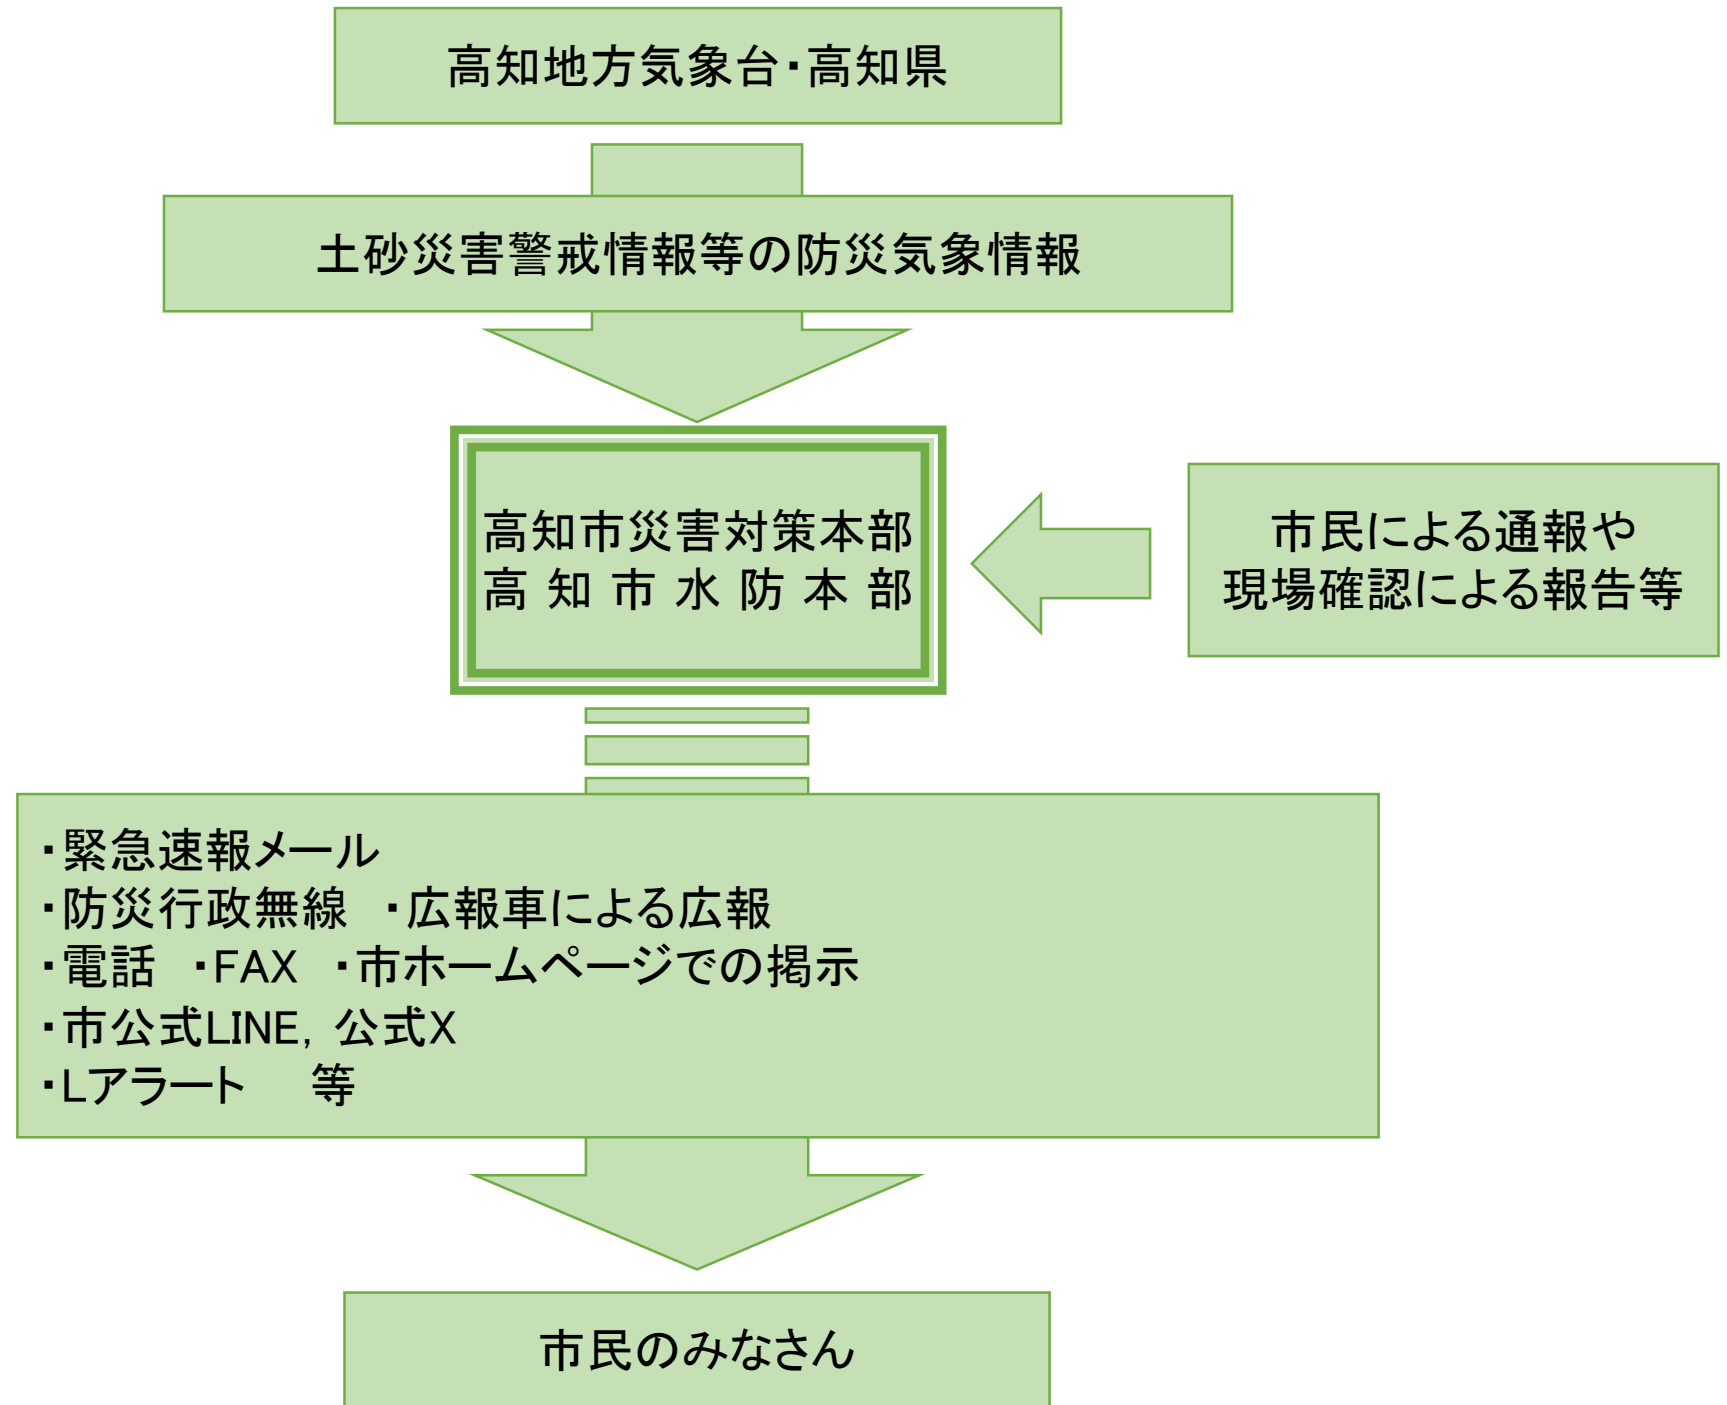 高知地方気象台・高知県
土砂災害警戒情報等の防災気象情報
高知市災害対策本部
高知市水防本部
市民による通報や
現場確認による報告等
・緊急速報メール
・防災行政無線　・広報車による広報
・電話　・FAX　・市ホームページでの掲示
・市公式LINE，公式X
・Lアラート　等
市民のみなさん